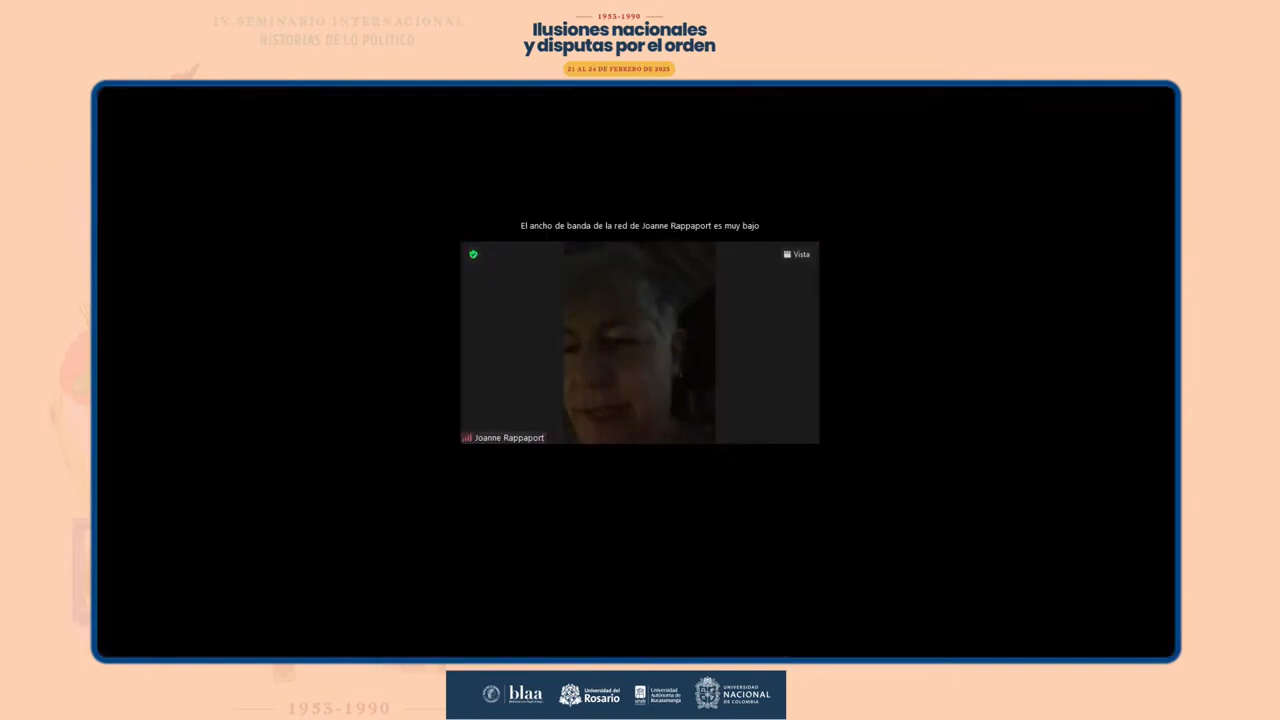 IV SEMINARIO INTERNACIONAL
HISTORIAS DE LO POLÍTICO
1953-1990
Ilusiones nacionales
y disputas por el orden
21 AL 24 DE FEBRERO DE 2023
El ancho de banda de la red de Joanne Rappaport es muy bajo
Vista
Joanne Rappaport
blaa
Universidad del
Rosario
unab
Universidad
Autónoma de
Bucaramanga
UNIVERSIDAD
NACIONAL
DE COLOMBIA
1953-1990